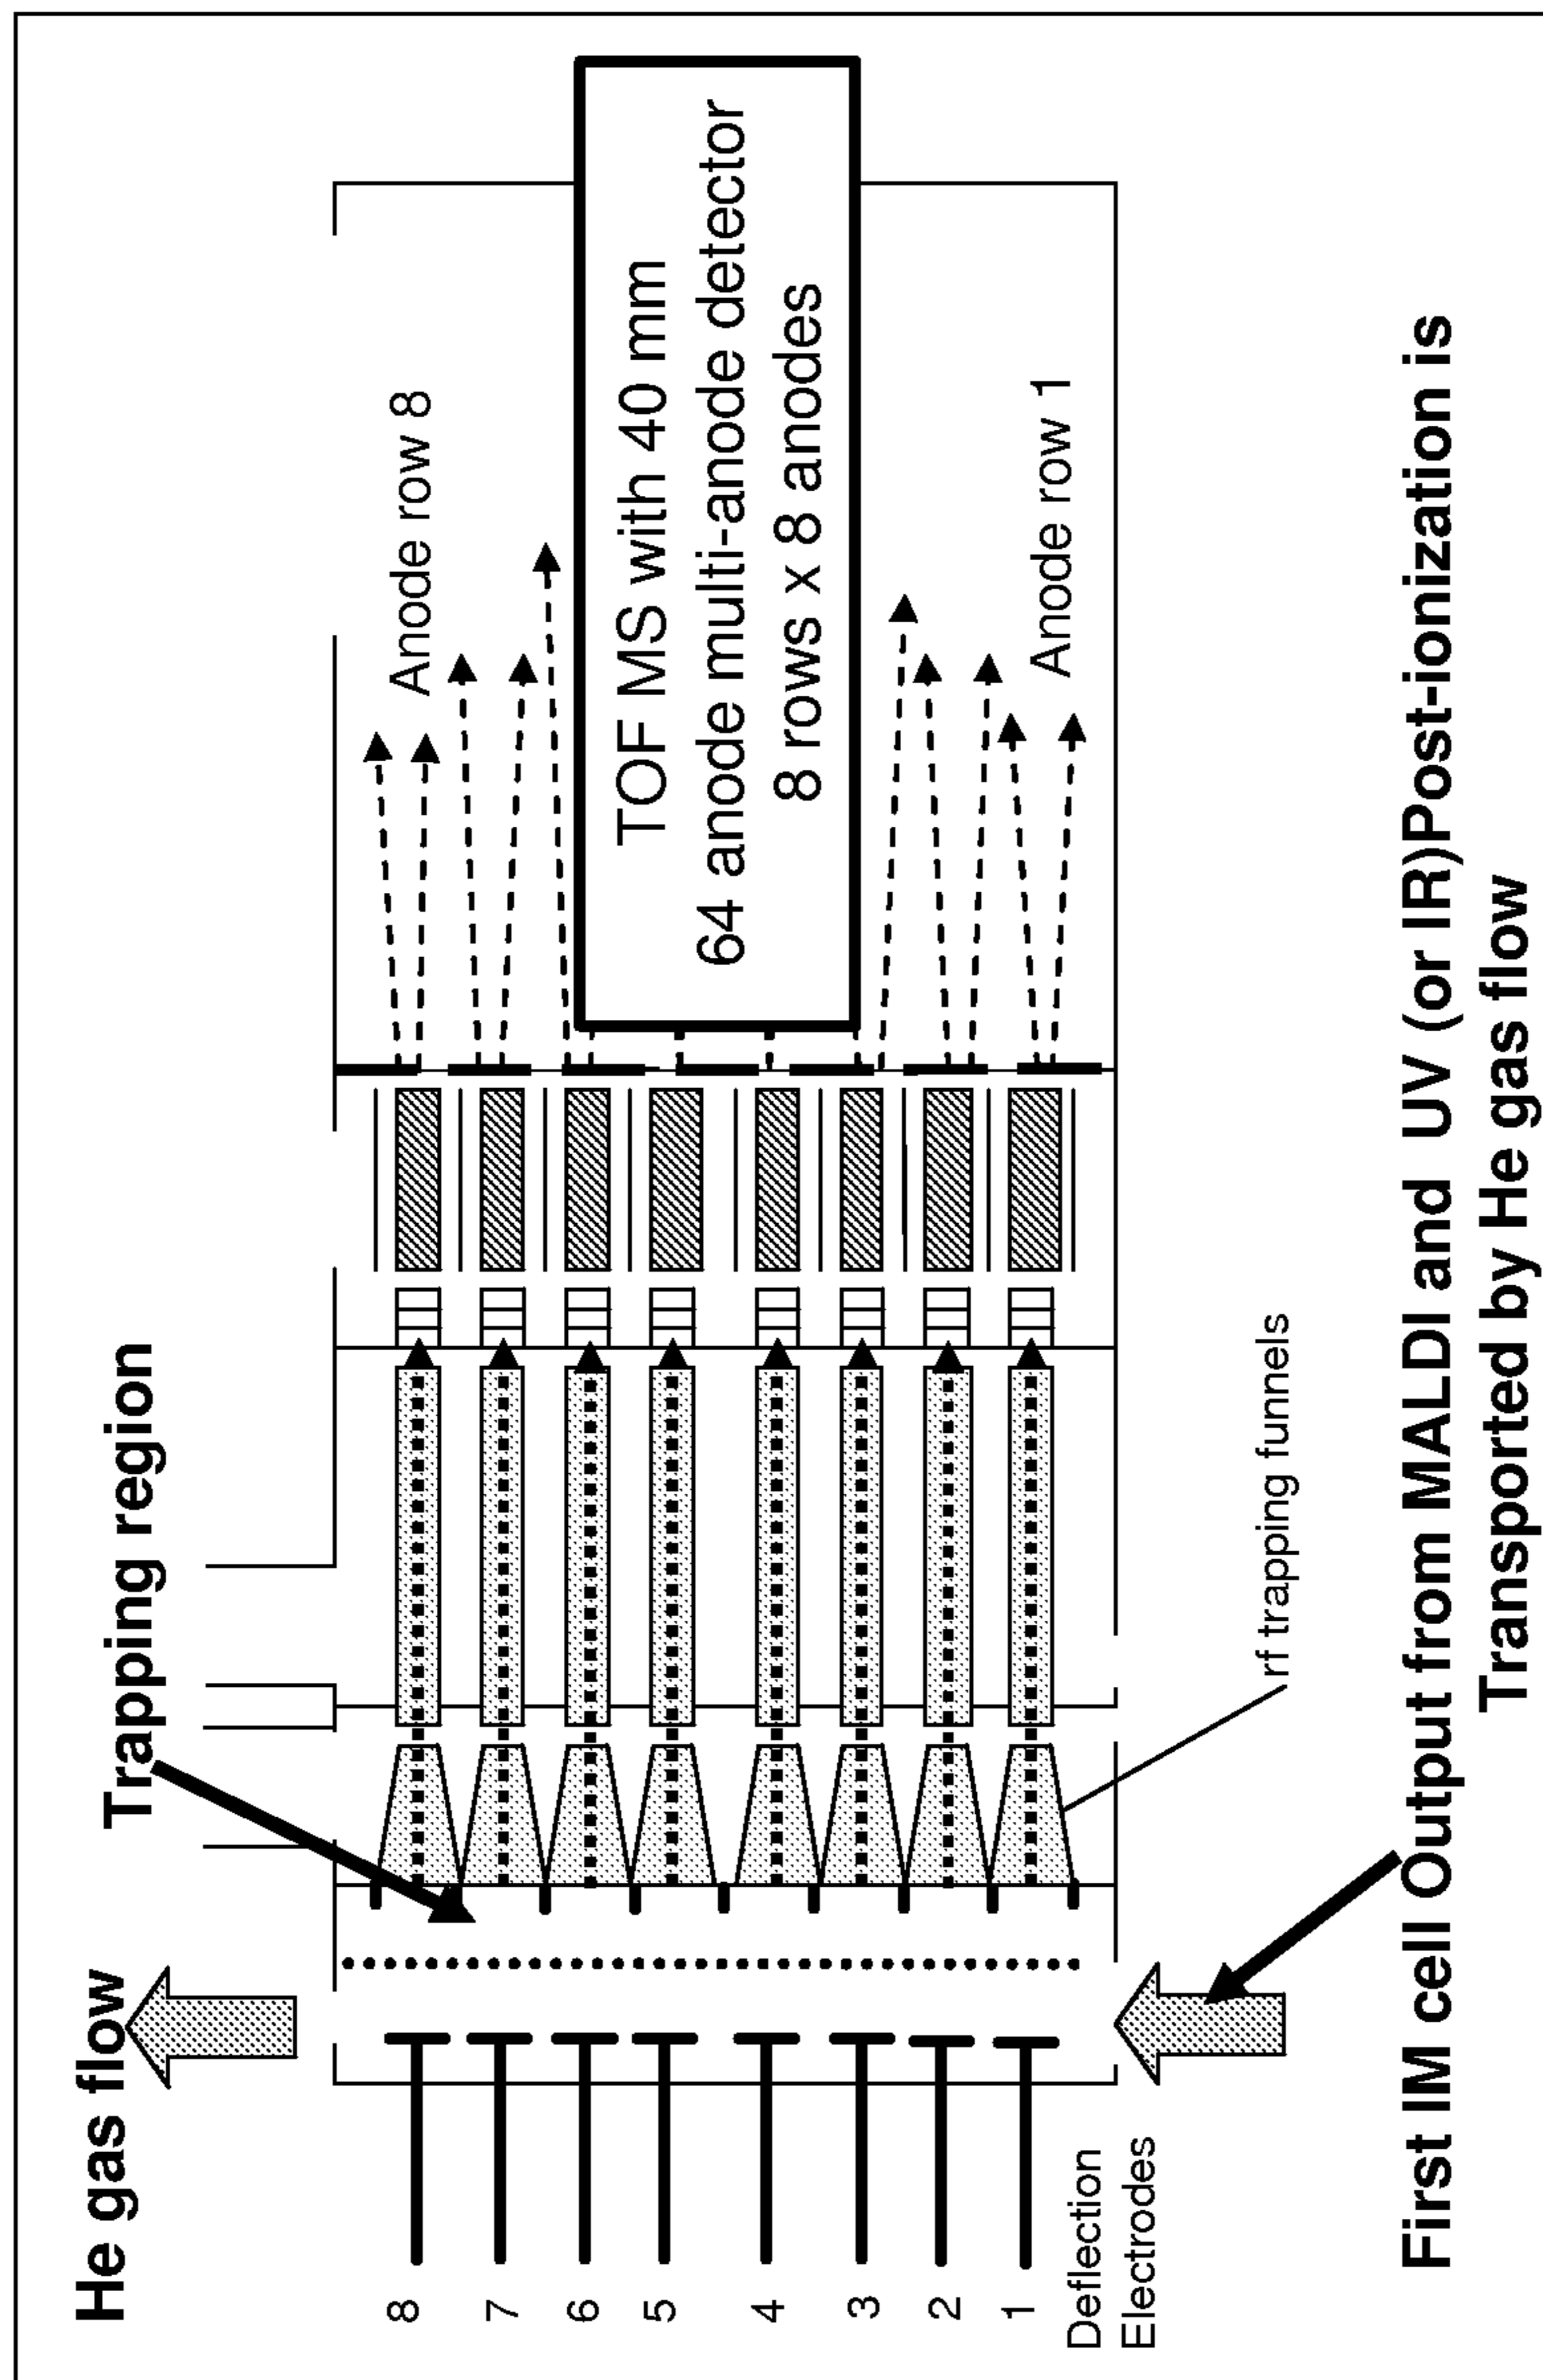 He gas flow
Trapping region
8
7
6
5
4
3
2
1
Deflection
Electrodes
Anode row 8
TOF MS with 40 mm
64 anode multi-anode detector
8 rows x 8 anodes
Anode row 1
rf trapping funnels
First IM cell Output from MALDI and UV (or IR)Post-ionization is
Transported by He gas flow